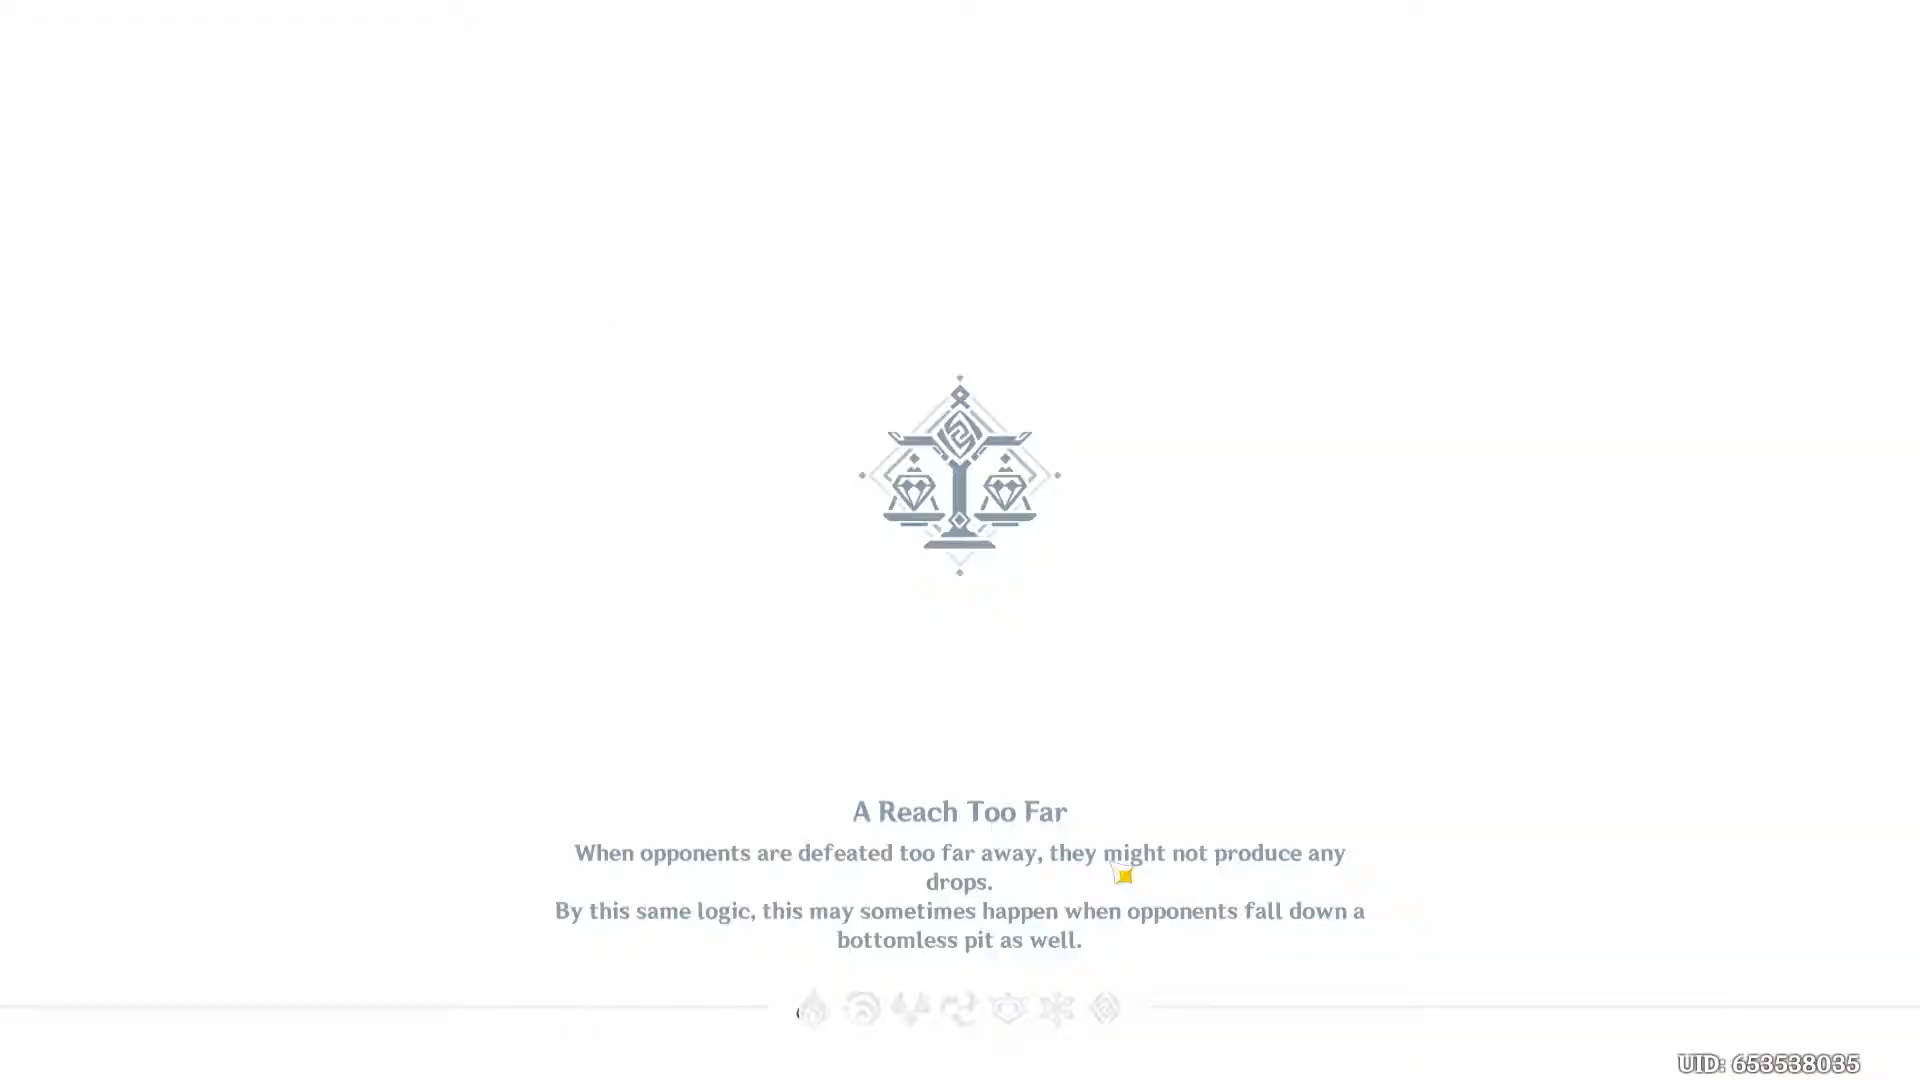 A Reach Too Far
When opponents are defeated too far away, they might not produce any
drops.
By this same logic, this may sometimes happen when opponents fall down a
bottomless pit as well.
UID: 653538035